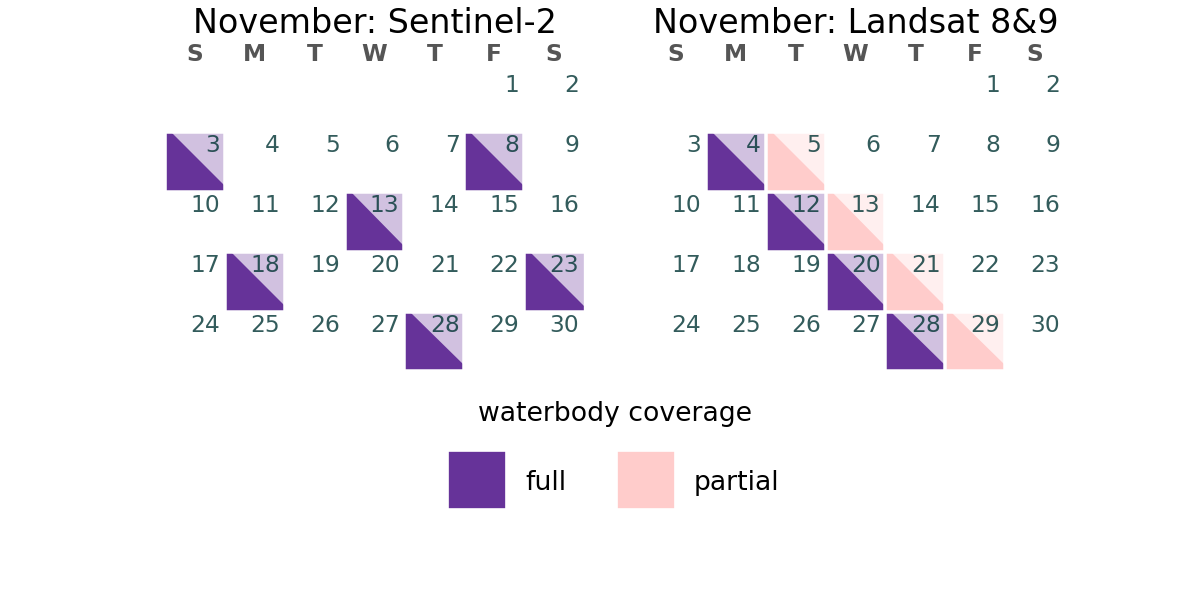 November: Sentinel-2
S M T W T F S
1 2
3 4 5 6 7 8 9
10 11 12 13 14 15 16
17 18 19 20 21 22 23
24 25 26 27 28 29 30
November: Landsat 8&9
S M T W T F S
1 2
3 4 5 6 7 8 9
10 11 12 13 14 15 16
17 18 19 20 21 22 23
24 25 26 27 28 29 30
waterbody coverage
full
partial